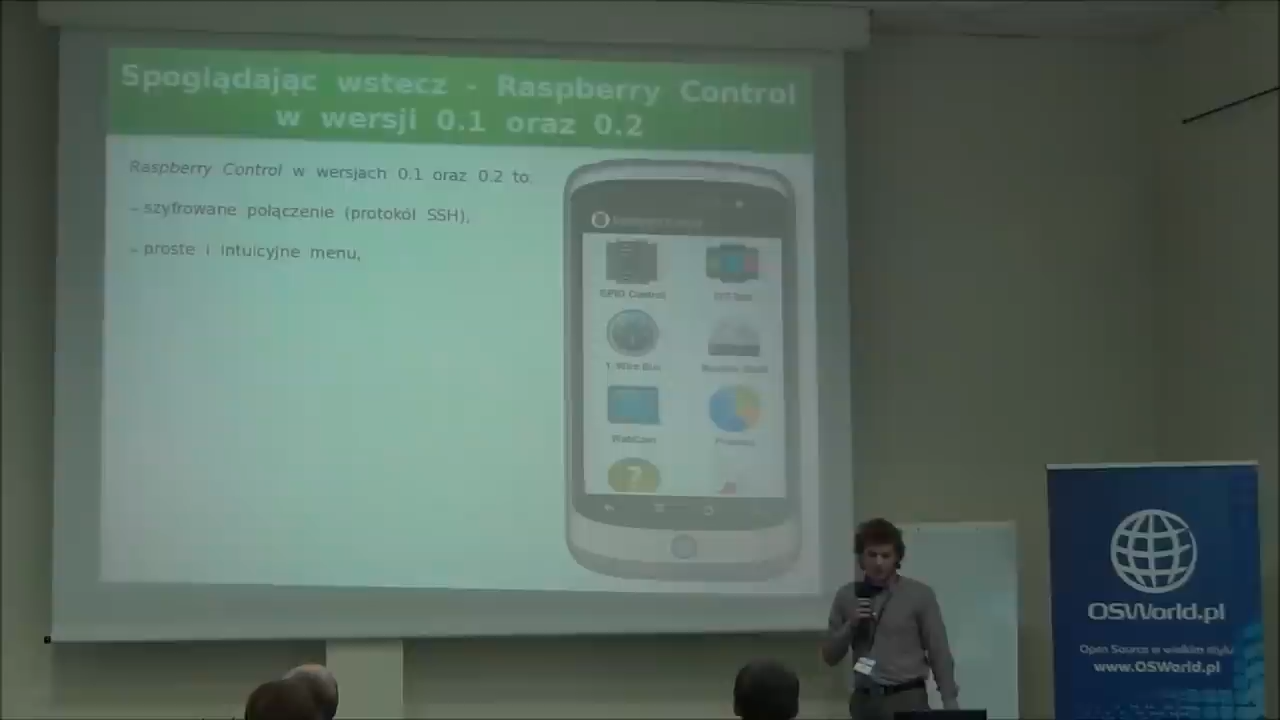 Spoglądając wstecz - Raspberry Control
w wersji 0.1 oraz 0.2
Raspberry Control w wersjach 0.1 oraz 0.2 to:
- szyfrowane połączenie (protokół SSH),
- proste i intuicyjne menu,
GPIO Control
1-Wire Bus
WebCam
?
OSWorld.pl
Open Source w wielkim stylu
www.OSWorld.pl